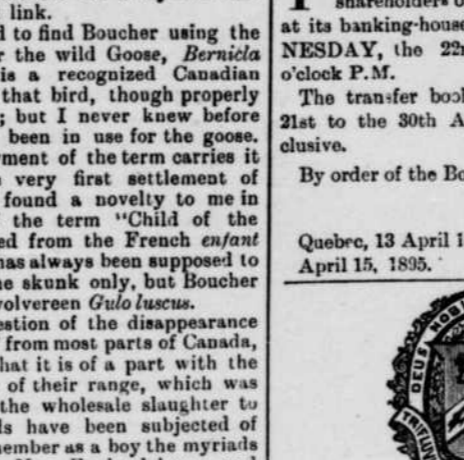 link.
d to find Boucher using the
r the wild Goose, Bernicla
is a recognized Canadian
that bird, though properly
; but I never knew before
been in use for the goose.
ment of the term carries it
very first settlement of
found a novelty to me in
the term "Child of the
ed from the French enfant
has always been supposed to
e skunk only, but Boucher
olvereen Gulo luscus.
estion of the disappearance
from most parts of Canada,
hat it is of a part with the
of their range, which was
the wholesale slaughter to
ds have been subjected of
member as a boy the myriads
shareholders o
at its banking-house
NESDAY, the 22n
o'clock P.M.
The transfer book
21st to the 30th A
clusive.
By order of the Bo
Quebec, 13 April 1
April 15, 1895.
DEUS NOB
TRIFLUV